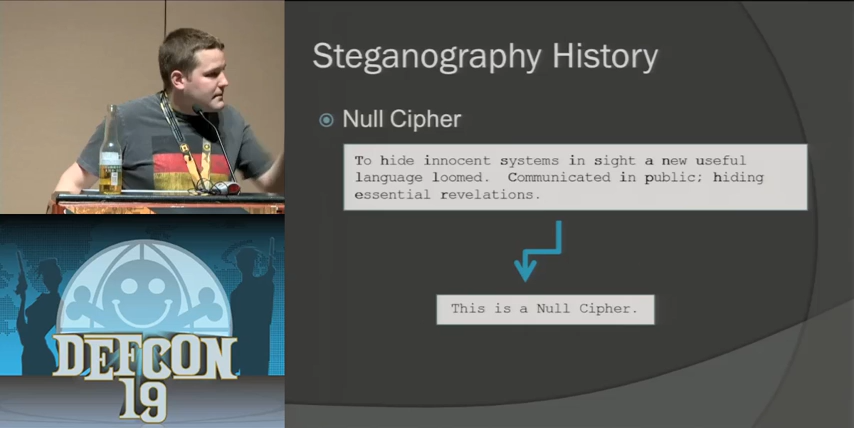 Steganography History
Null Cipher
To hide innocent systems in sight a new useful
language loomed.  Communicated in public; hiding
essential revelations.
This is a Null Cipher.
DEFCON
19